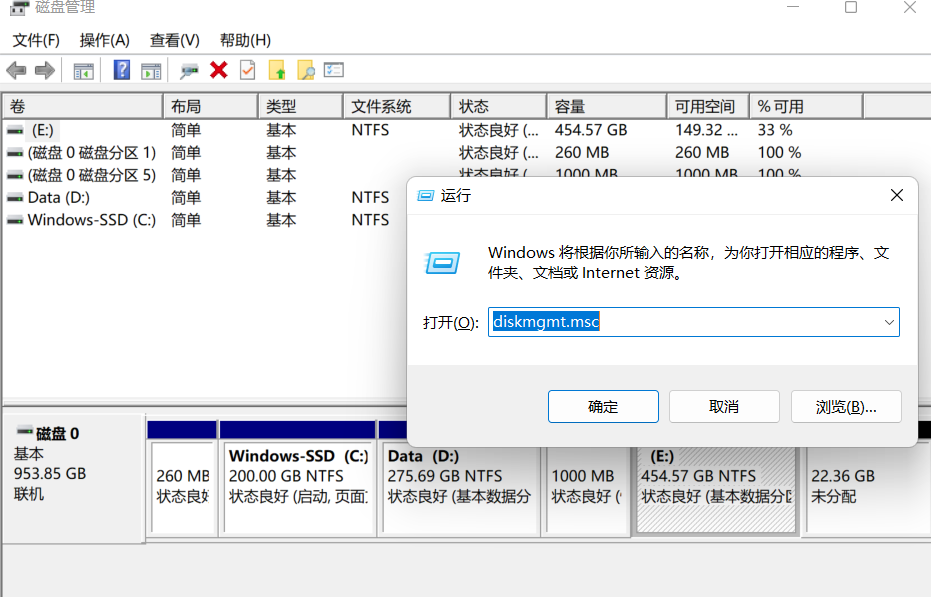 磁盘管理
文件(F) 操作(A) 查看(V) 帮助(H)
卷 布局 类型 文件系统 状态 容量 可用空间 % 可用
(E:) 简单 基本 NTFS 状态良好 (... 454.57 GB 149.32 ... 33 %
(磁盘 0 磁盘分区 1) 简单 基本 状态良好 (... 260 MB 260 MB 100 %
(磁盘 0 磁盘分区 5) 简单 基本 状态良好 (... 1000 MB 1000 MB 100 %
Data (D:) 简单 基本 NTFS
Windows-SSD (C:) 简单 基本 NTFS
运行
Windows 将根据你所输入的名称，为你打开相应的程序、文
件夹、文档或 Internet 资源。
打开(O): diskmgmt.msc
确定 取消 浏览(B)...
磁盘 0
基本
953.85 GB
联机
260 MB
状态良好
Windows-SSD (C:)
200.00 GB NTFS
状态良好 (启动, 页面
Data (D:)
275.69 GB NTFS
状态良好 (基本数据分
1000 MB
状态良好 (
(E:)
454.57 GB NTFS
状态良好 (基本数据分区
22.36 GB
未分配